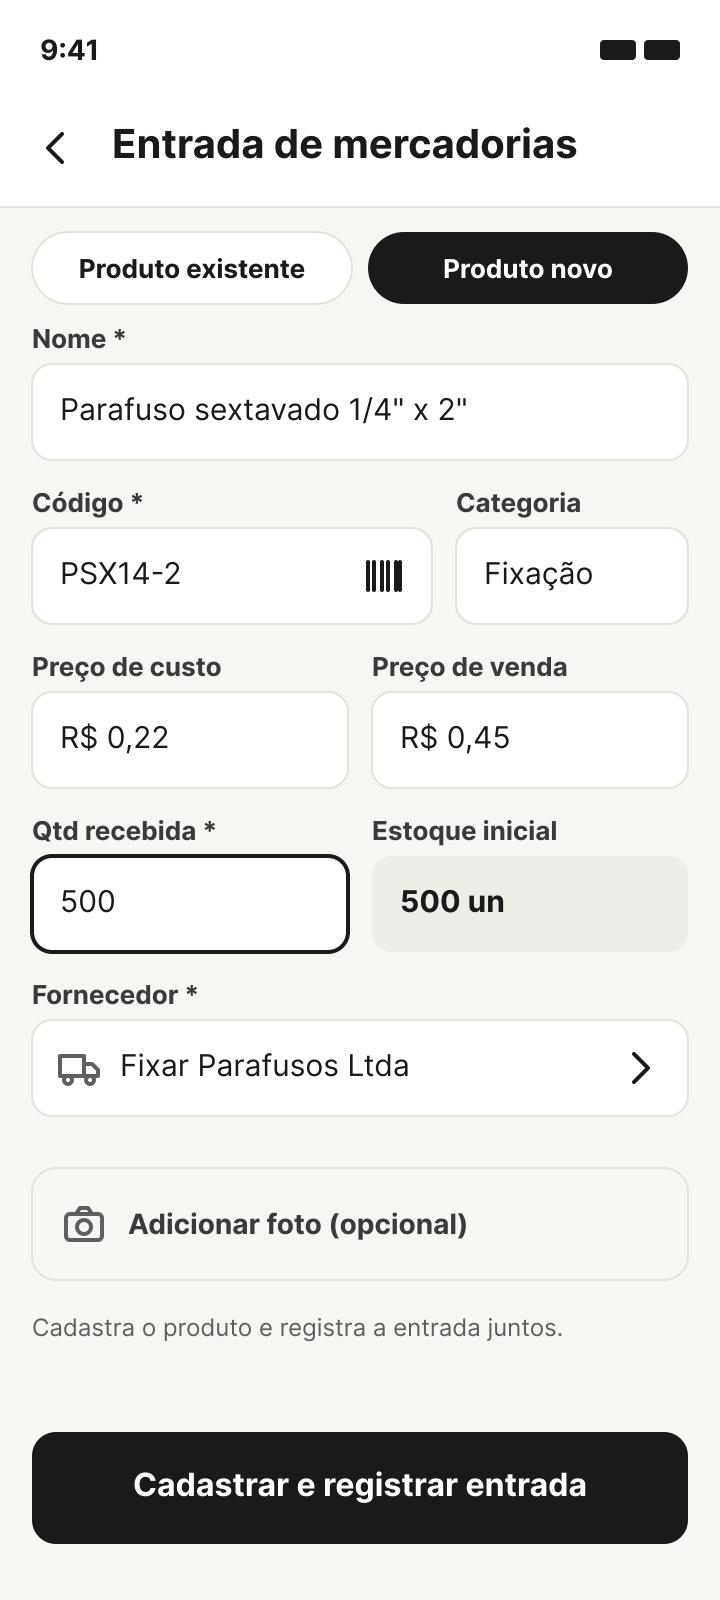 9:41
Entrada de mercadorias
Produto existente Produto novo
Nome *
Parafuso sextavado 1/4" x 2"
Código * Categoria
PSX14-2 Fixação
Preço de custo Preço de venda
R$ 0,22 R$ 0,45
Qtd recebida * Estoque inicial
500 500 un
Fornecedor *
Fixar Parafusos Ltda
Adicionar foto (opcional)
Cadastra o produto e registra a entrada juntos.
Cadastrar e registrar entrada